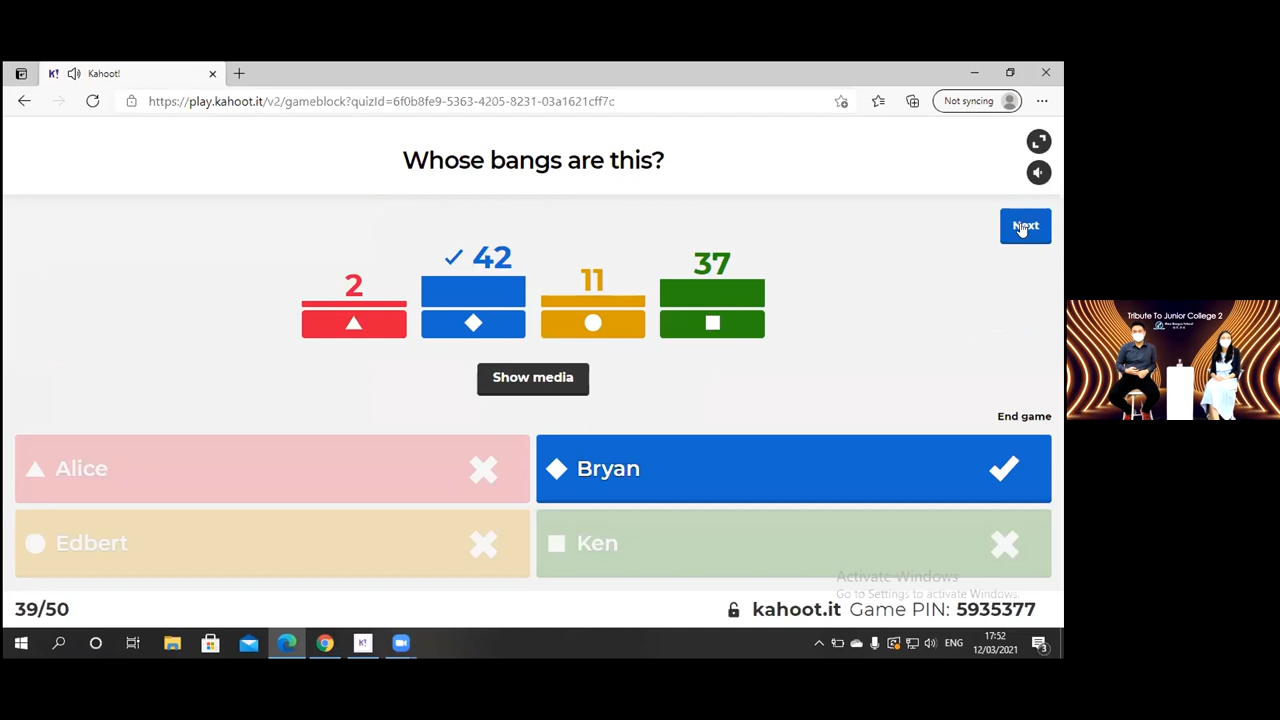 K! Kahoot!
https://play.kahoot.it/v2/gameblock?quizId=6f0b8fe9-5363-4205-8231-03a1621cff7c
Not syncing
Whose bangs are this?
Next
2
42
11
37
Show media
End game
Alice
Bryan
Edbert
Ken
Activate Windows
Go to Settings to activate Windows.
39/50
kahoot.it Game PIN: 5935377
K!
ENG
17:52
12/03/2021
3
Tribute To Junior College 2